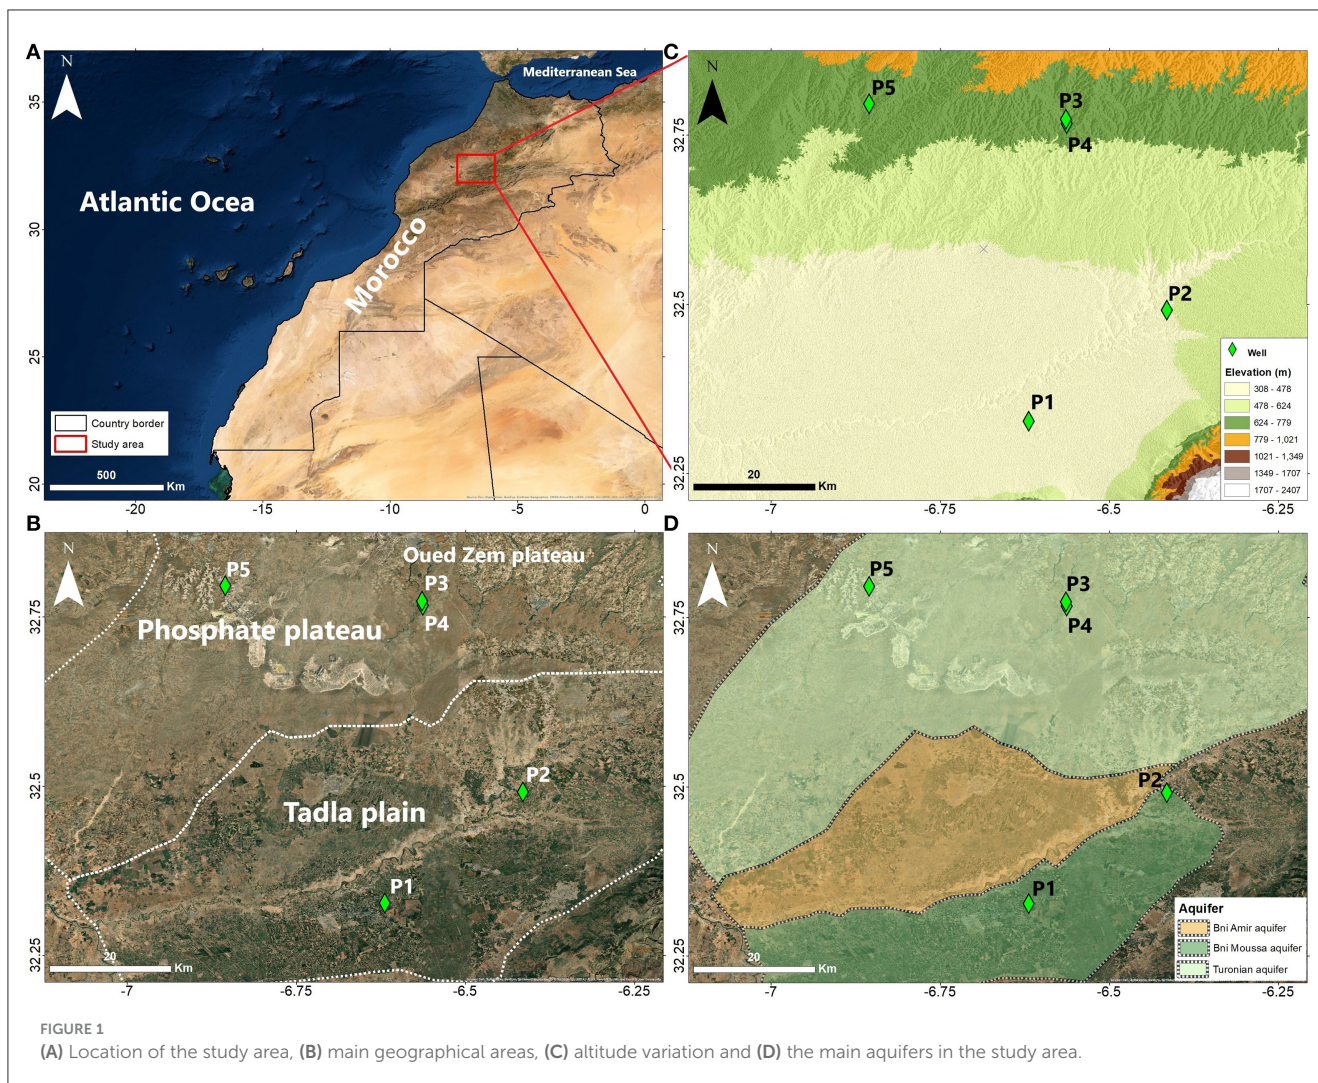 A
N
Mediterranean Sea
Atlantic Ocea
Morocco
Country border
Study area
500
Km
35
30
25
20
-20
-15
-10
-5
0
C
N
P5
P3
P4
P2
P1
Well
Elevation (m)
308 - 478
478 - 624
624 - 779
779 - 1,021
1021 - 1,349
1349 - 1707
1707 - 2407
20
Km
32.75
32.5
32.25
-7
-6.75
-6.5
-6.25
B
N
Oued Zem plateau
P5
P3
P4
Phosphate plateau
P2
Tadla plain
P1
20
Km
32.75
32.5
32.25
-7
-6.75
-6.5
-6.25
D
N
P5
P3
P4
P2
P1
Aquifer
Bni Amir aquifer
Bni Moussa aquifer
Turonian aquifer
20
Km
32.75
32.5
32.25
-7
-6.75
-6.5
-6.25
FIGURE 1
(A) Location of the study area, (B) main geographical areas, (C) altitude variation and (D) the main aquifers in the study area.